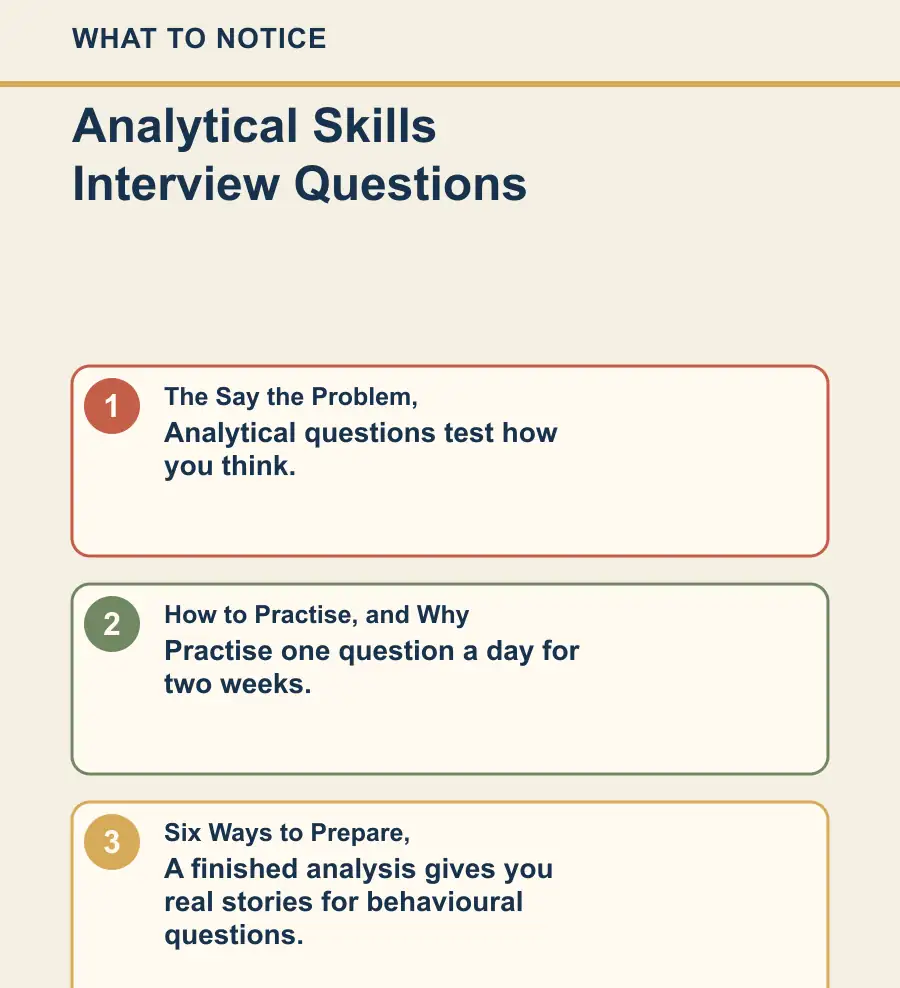 WHAT TO NOTICE
Analytical Skills
Interview Questions
1
The Say the Problem,
Analytical questions test how
you think.
2
How to Practise, and Why
Practise one question a day for
two weeks.
3
Six Ways to Prepare,
A finished analysis gives you
real stories for behavioural
questions.